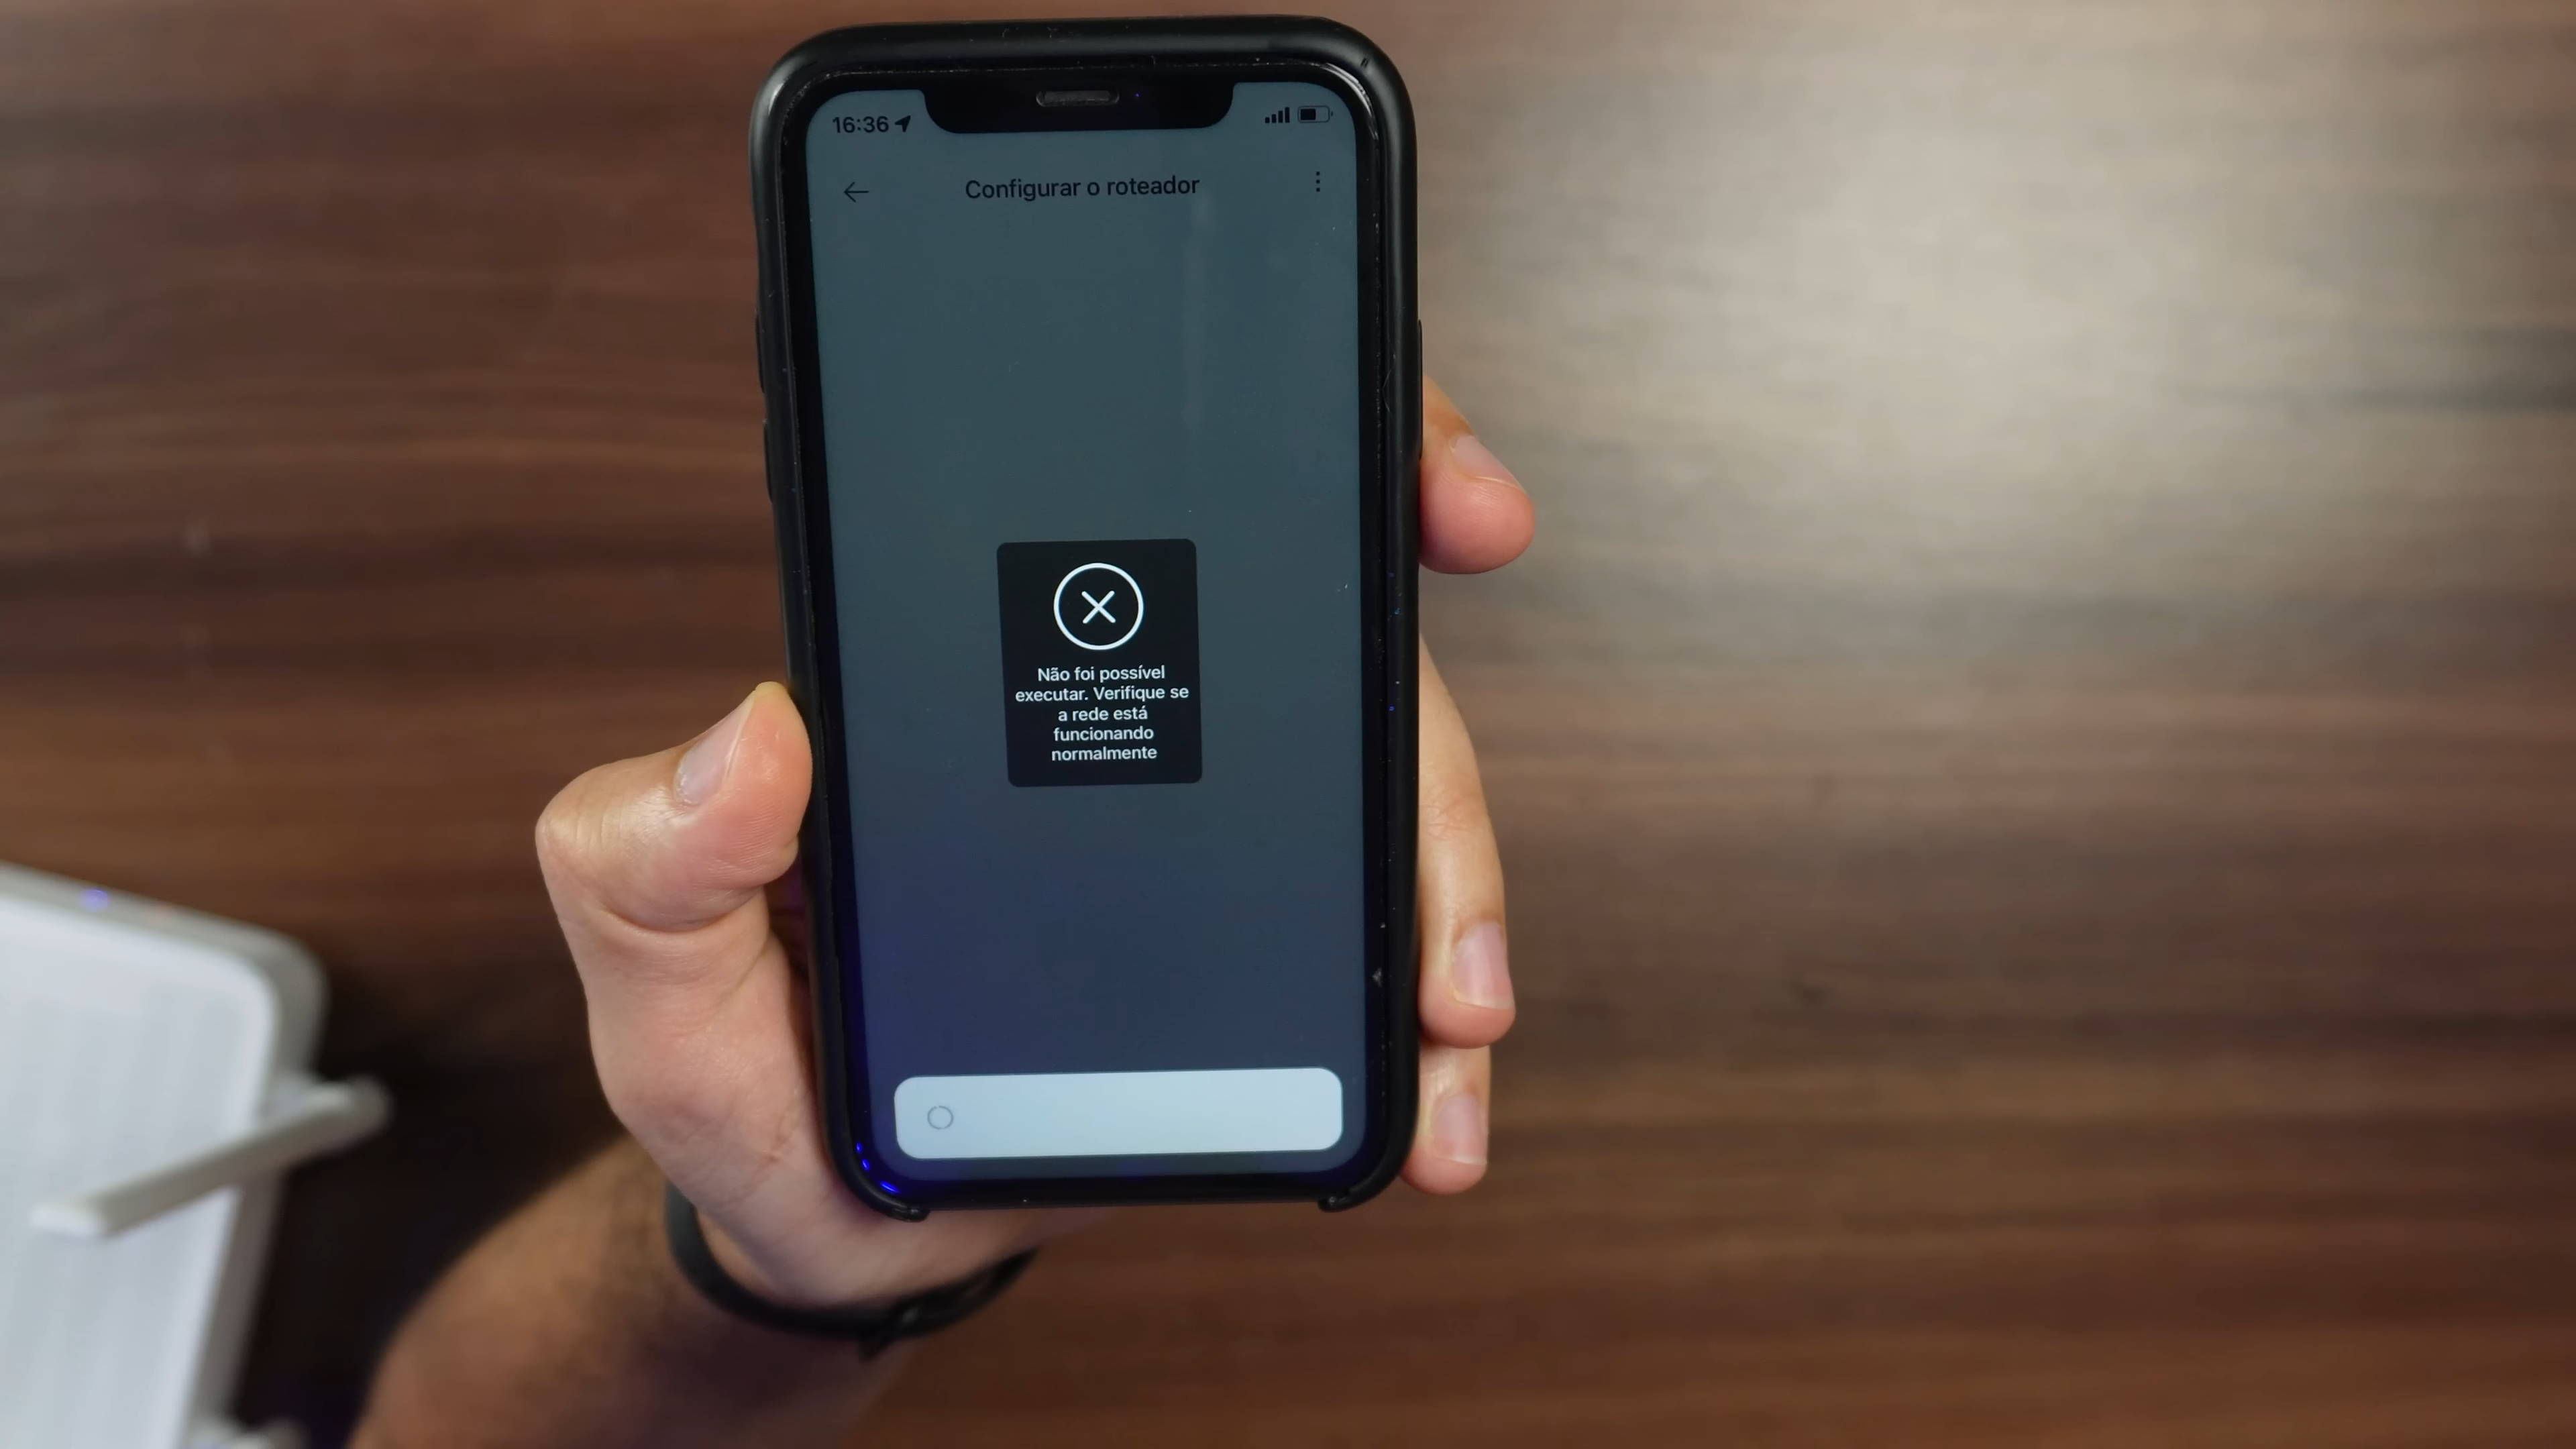 16:36
Configurar o roteador
Não foi possível
executar. Verifique se
a rede está
funcionando
normalmente